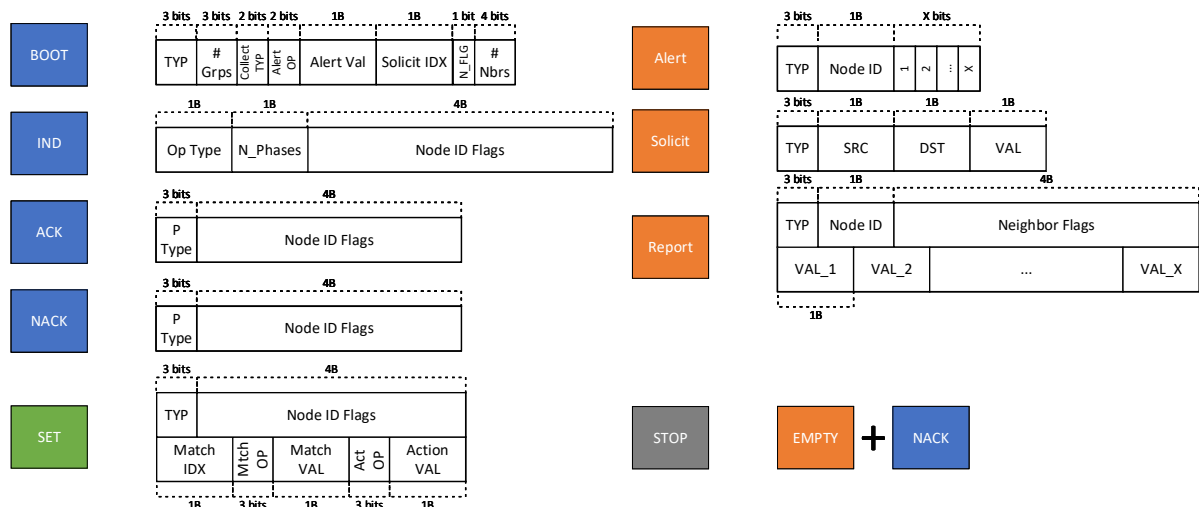 3 bits 3 bits 2 bits 2 bits 1B 1B 1 bit 4 bits
BOOT
TYP
#
Grps
Collect
TYP
Alert
OP
Alert Val
Solicit IDX
N_FLG
#
Nbrs
1B 1B 4B
IND
Op Type
N_Phases
Node ID Flags
3 bits 4B
ACK
P
Type
Node ID Flags
3 bits 4B
NACK
P
Type
Node ID Flags
3 bits 4B
SET
TYP
Node ID Flags
Match
IDX
Mtch
OP
Match
VAL
Act
OP
Action
VAL
1B 3 bits 1B 3 bits 1B
3 bits 1B X bits
Alert
TYP
Node ID
1
2
...
X
3 bits 1B 1B 1B
Solicit
TYP
SRC
DST
VAL
3 bits 1B 4B
Report
TYP
Node ID
Neighbor Flags
VAL_1
VAL_2
...
VAL_X
1B
STOP
EMPTY
+
NACK